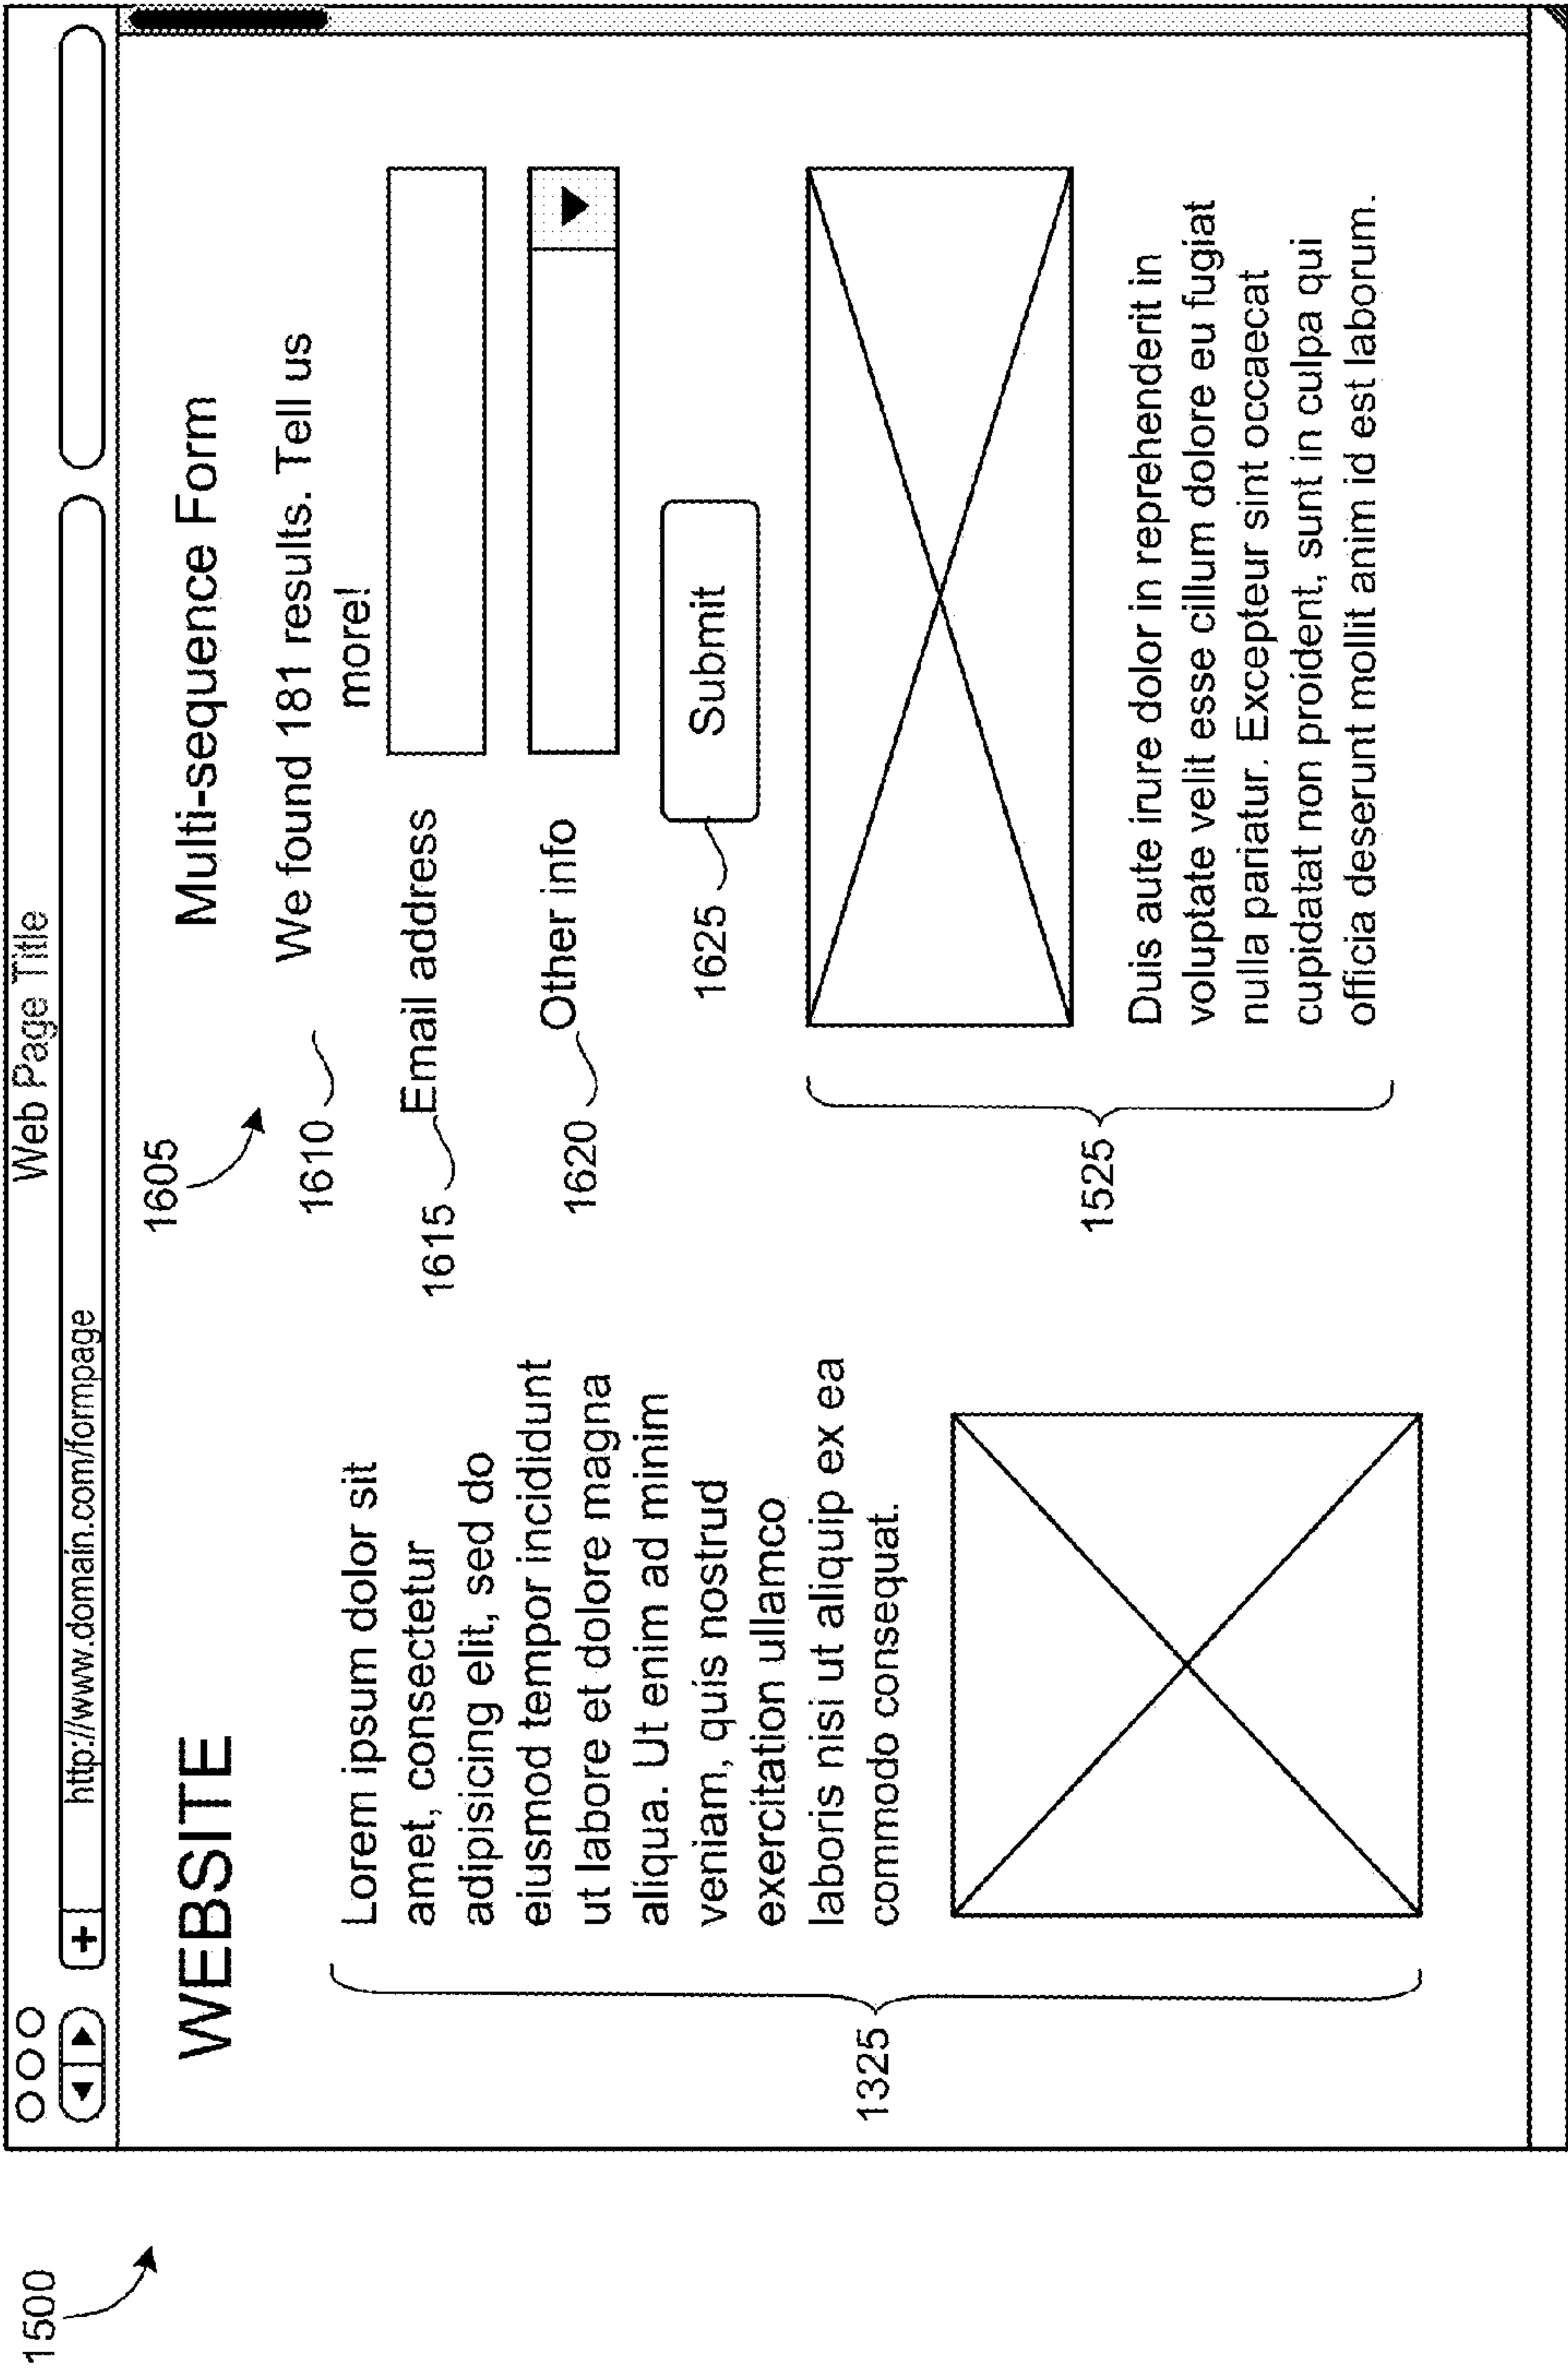 1500
Web Page Title
+
http://www.domain.com/formpage
WEBSITE
1325
Lorem ipsum dolor sit
amet, consectetur
adipisicing elit, sed do
eiusmod tempor incididunt
ut labore et dolore magna
aliqua. Ut enim ad minim
veniam, quis nostrud
exercitation ullamco
laboris nisi ut aliquip ex ea
commodo consequat.
1605
Multi-sequence Form
1610
We found 181 results. Tell us
more!
1615
Email address
1620
Other info
1625
Submit
1525
Duis aute irure dolor in reprehenderit in
voluptate velit esse cillum dolore eu fugiat
nulla pariatur. Excepteur sint occaecat
cupidatat non proident, sunt in culpa qui
officia deserunt mollit anim id est laborum.